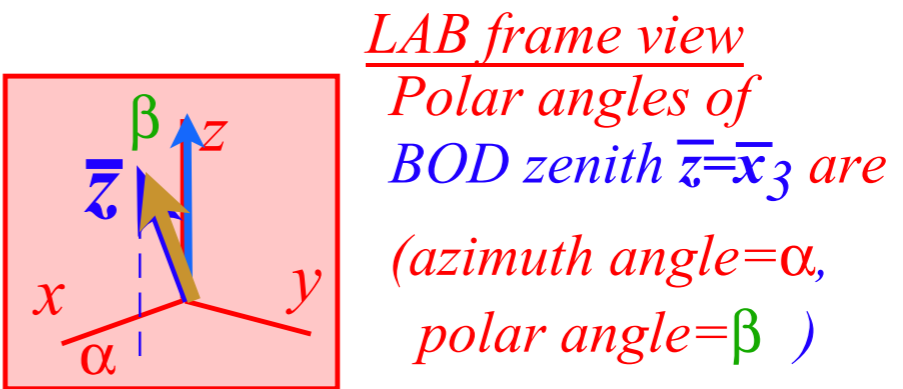 LAB frame view
Polar angles of
BOD zenith z̅=x̅₃ are
(azimuth angle=α,
polar angle=β )
β
z
z̅
x
y
α